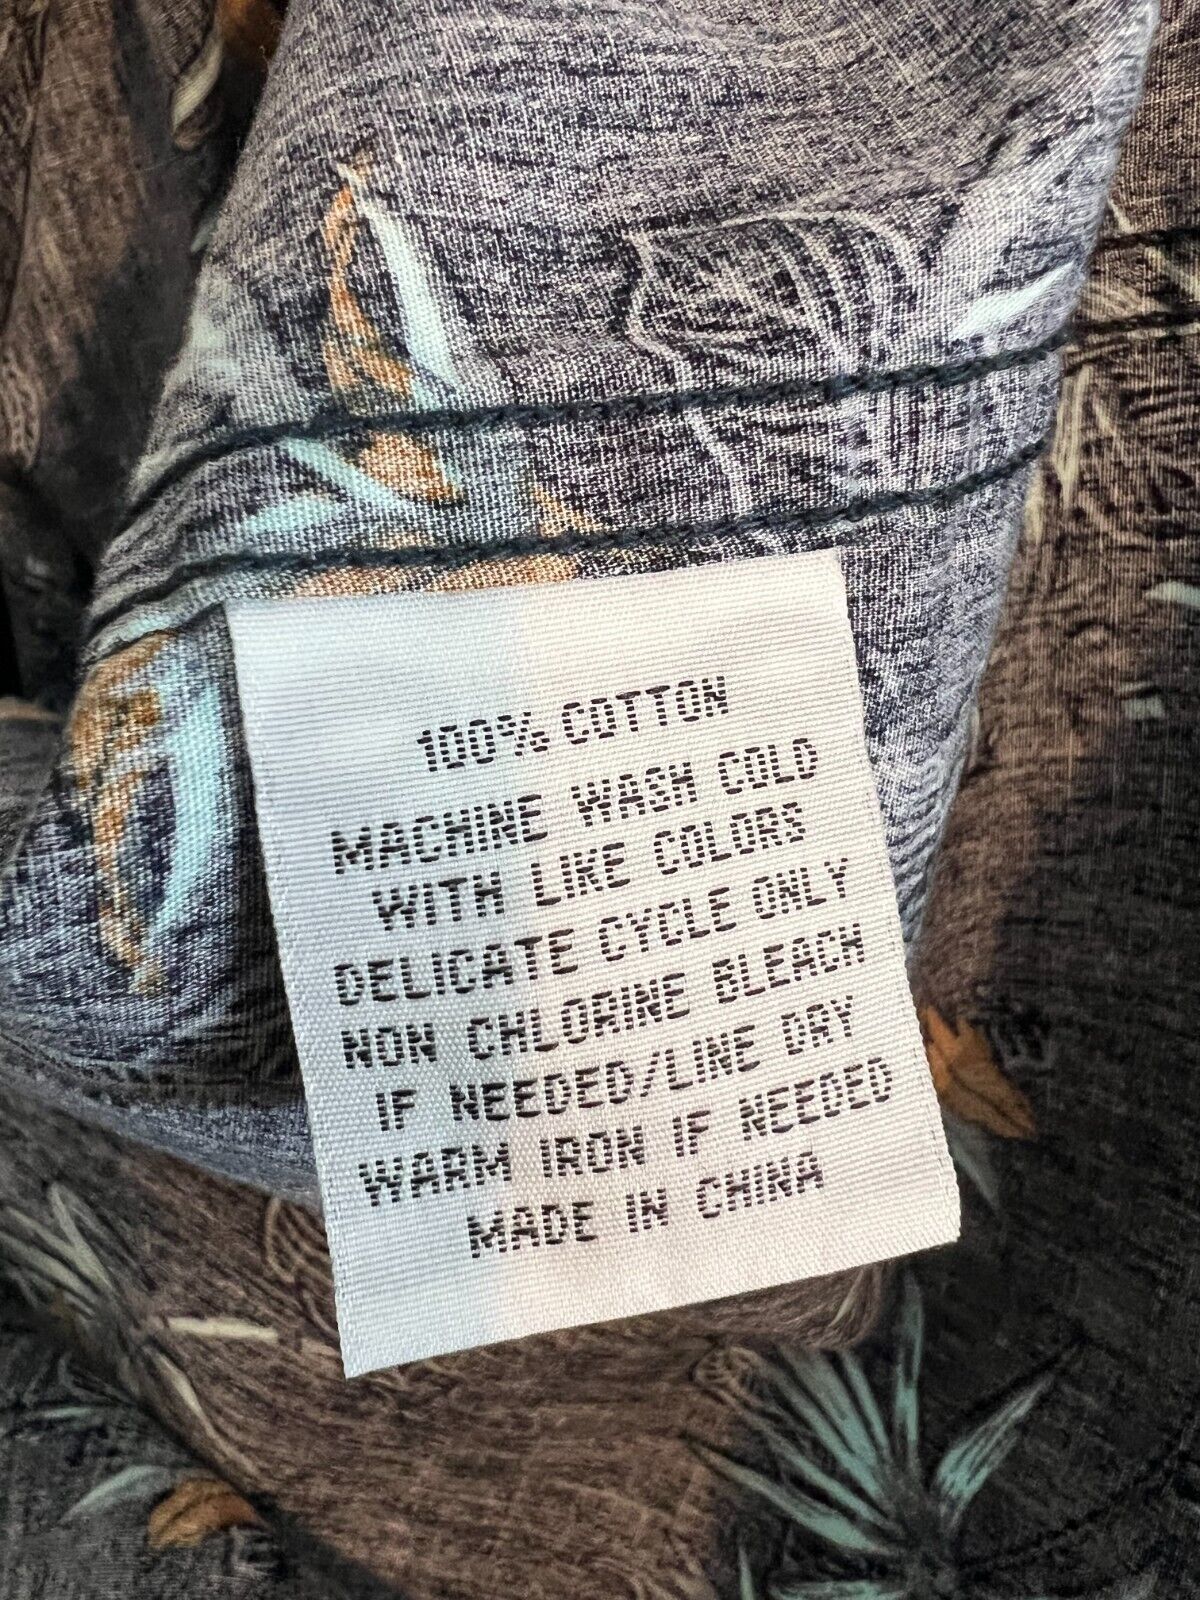 100% COTTON
MACHINE WASH COLD
WITH LIKE COLORS
DELICATE CYCLE ONLY
NON CHLORINE BLEACH
IF NEEDED/LINE DRY
WARM IRON IF NEEDED
MADE IN CHINA